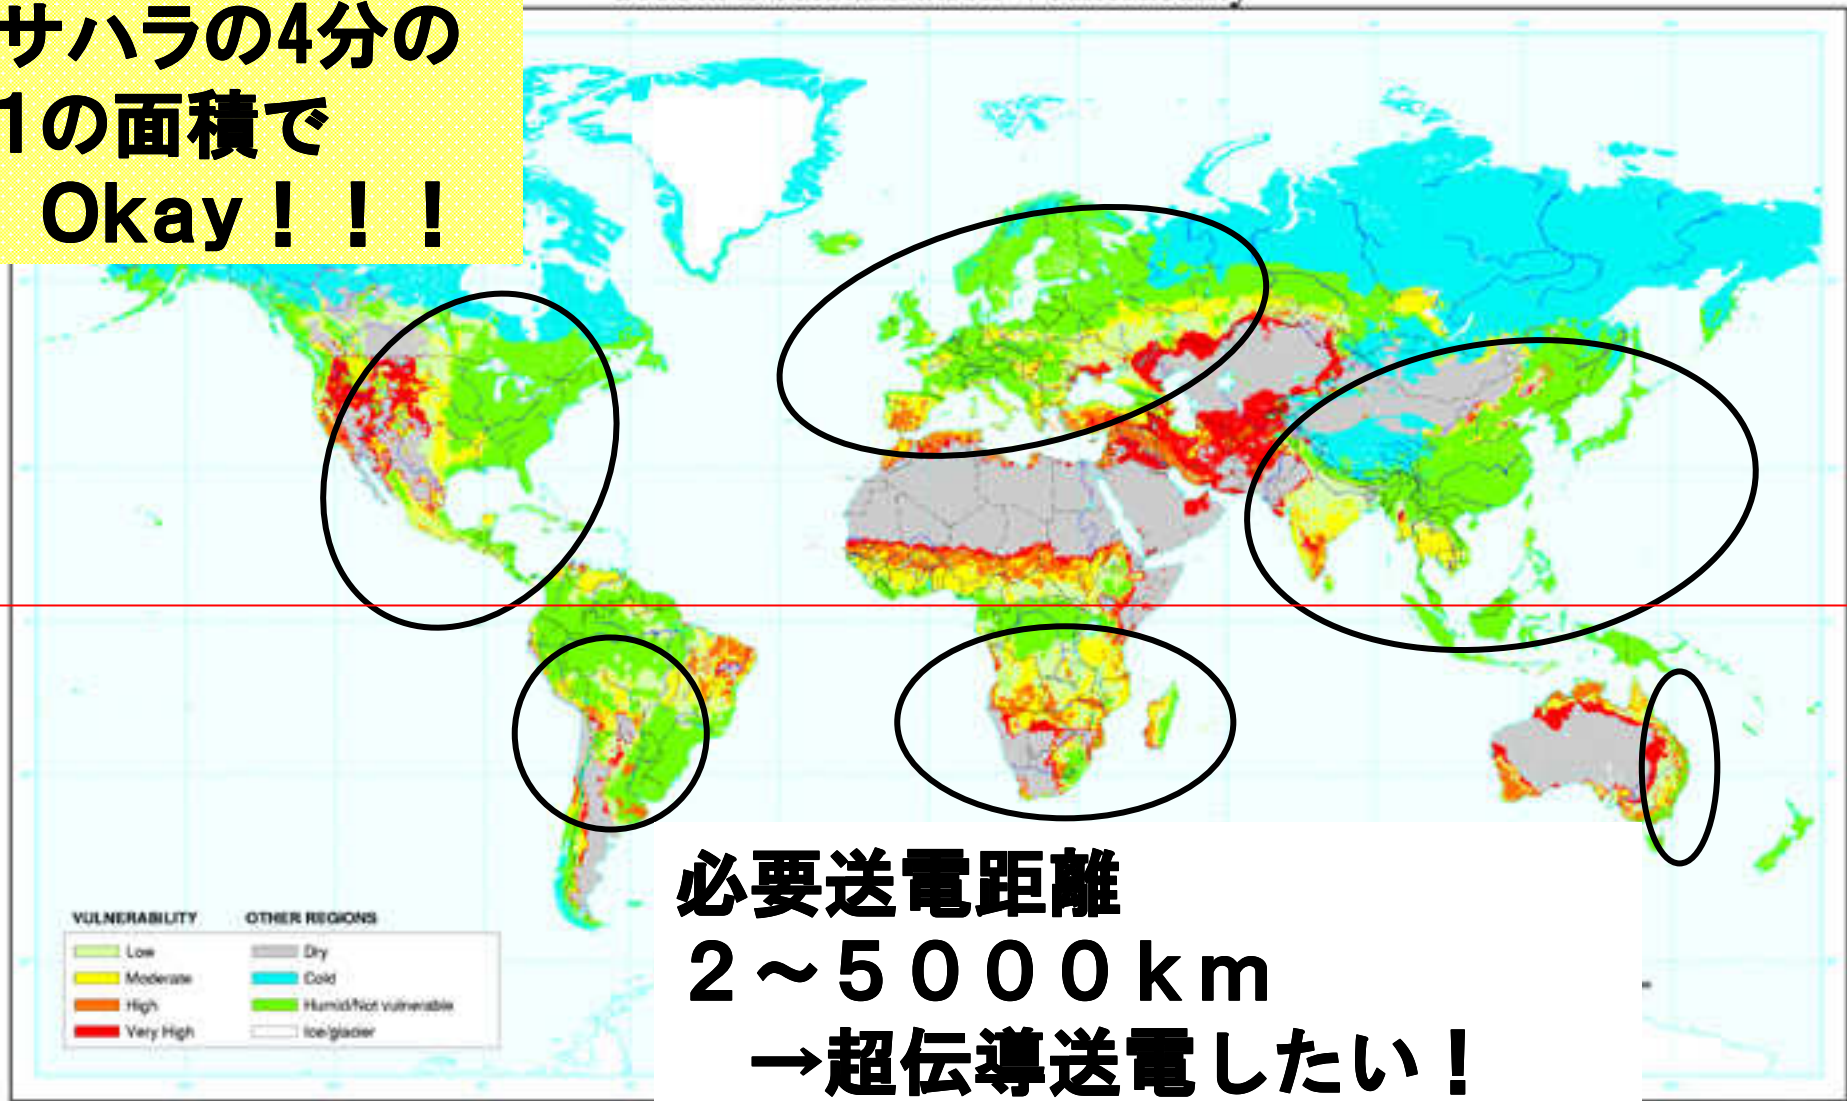 サハラの4分の
1の面積で
Okay！！！
VULNERABILITY
Low
Moderate
High
Very High
OTHER REGIONS
Dry
Cold
Humid/Not vulnerable
Ice/glacier
必要送電距離
２～５０００ｋｍ
→超伝導送電したい！